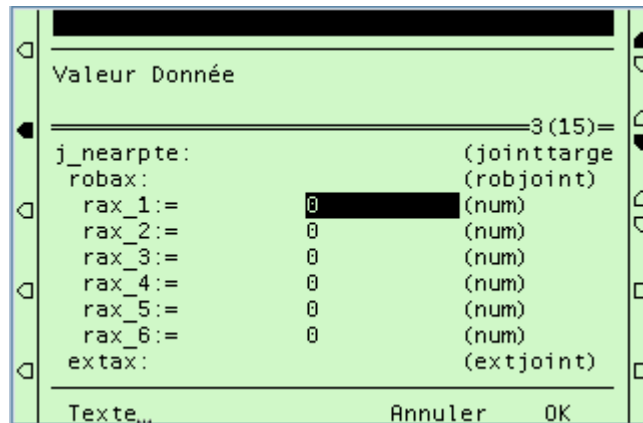 Valeur Donnée
3(15)=
j_nearpte: (jointtarge
robax: (robjoint)
rax_1:= 0 (num)
rax_2:= 0 (num)
rax_3:= 0 (num)
rax_4:= 0 (num)
rax_5:= 0 (num)
rax_6:= 0 (num)
extax: (extjoint)
Texte… Annuler OK